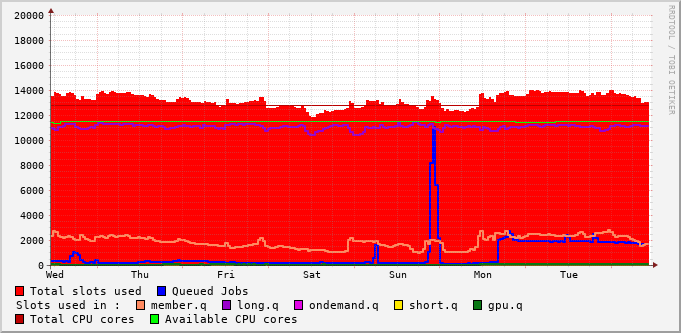 20000
18000
16000
14000
12000
10000
8000
6000
4000
2000
0
Wed Thu Fri Sat Sun Mon Tue
Total slots used Queued Jobs
Slots used in : member.q long.q ondemand.q short.q gpu.q
Total CPU cores Available CPU cores
RRDTOOL / TOBI OETIKER